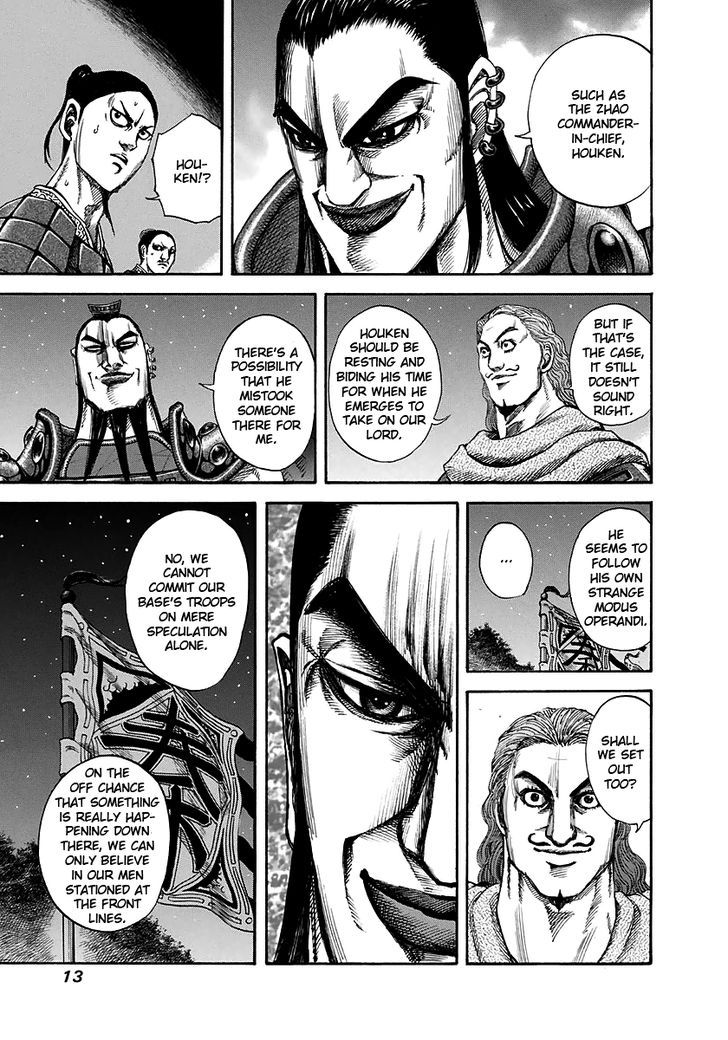 SUCH AS
THE ZHAO
COMMANDER-
IN-CHIEF,
HOUKEN.
HOU-
KEN!?
BUT IF
THAT'S
THE CASE,
IT STILL
DOESN'T
SOUND
RIGHT.
HOUKEN
SHOULD BE
RESTING AND
BIDING HIS TIME
FOR WHEN HE
EMERGES TO
TAKE ON OUR
LORD.
THERE'S A
POSSIBILITY
THAT HE
MISTOOK
SOMEONE
THERE FOR
ME.
HE
SEEMS TO
FOLLOW
HIS OWN
STRANGE
MODUS
OPERANDI.
...
SHALL
WE SET
OUT
TOO?
NO, WE
CANNOT
COMMIT OUR
BASE'S TROOPS
ON MERE
SPECULATION
ALONE.
秦
秦
ON THE
OFF CHANCE
THAT SOMETHING
IS REALLY HAP-
PENING DOWN
THERE, WE CAN
ONLY BELIEVE
IN OUR MEN
STATIONED AT
THE FRONT
LINES.
13